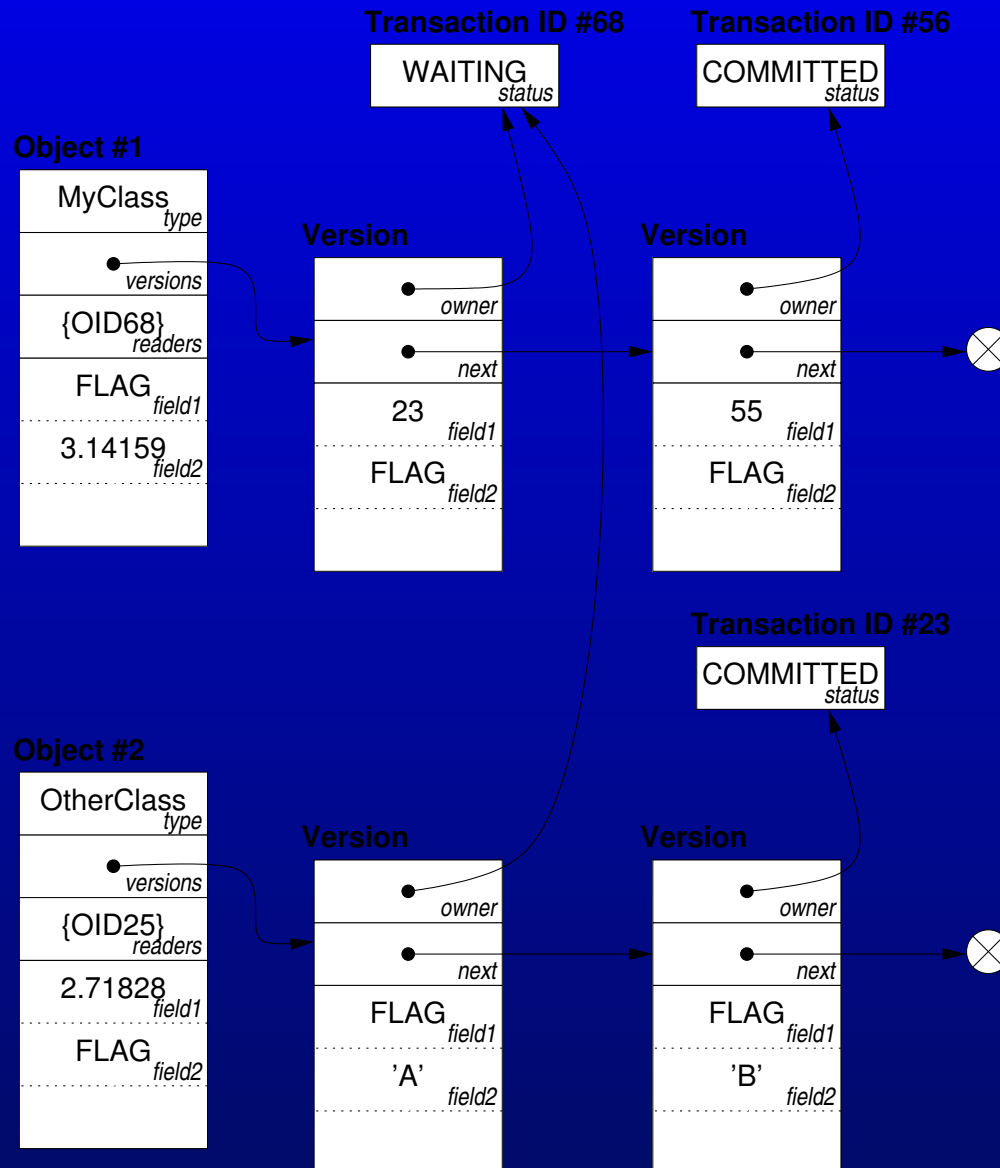 Transaction ID #68
Transaction ID #56
WAITING
status
COMMITTED
status
Object #1
MyClass
type
versions
{OID68}
readers
FLAG
field1
3.14159
field2
Version
owner
next
23
field1
FLAG
field2
Version
owner
next
55
field1
FLAG
field2
Transaction ID #23
COMMITTED
status
Object #2
OtherClass
type
versions
{OID25}
readers
2.71828
field1
FLAG
field2
Version
owner
next
FLAG
field1
'A'
field2
Version
owner
next
FLAG
field1
'B'
field2